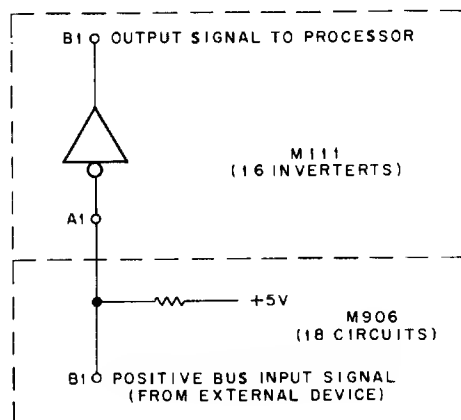 B1 OUTPUT SIGNAL TO PROCESSOR
M111
(16 INVERTERTS)
A1
+5V
M906
(18 CIRCUITS)
B1 POSITIVE BUS INPUT SIGNAL
(FROM EXTERNAL DEVICE)